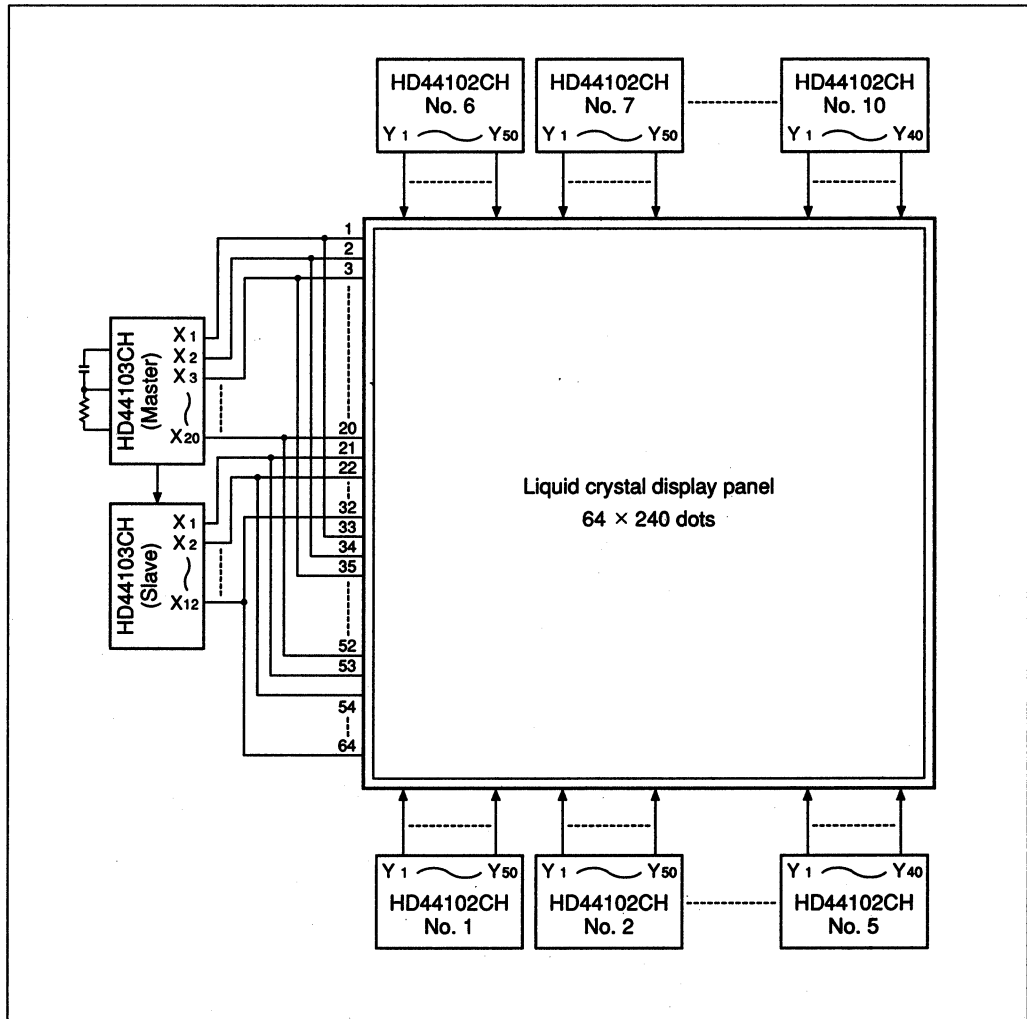 HD44102CH
No. 6
Y1 Y50
HD44102CH
No. 7
Y1 Y50
HD44102CH
No. 10
Y1 Y40
1
2
3
20
21
22
32
33
34
35
52
53
54
64
HD44103CH
(Master)
X1
X2
X3
X20
HD44103CH
(Slave)
X1
X2
X12
Liquid crystal display panel
64 × 240 dots
Y1 Y50
HD44102CH
No. 1
Y1 Y50
HD44102CH
No. 2
Y1 Y40
HD44102CH
No. 5